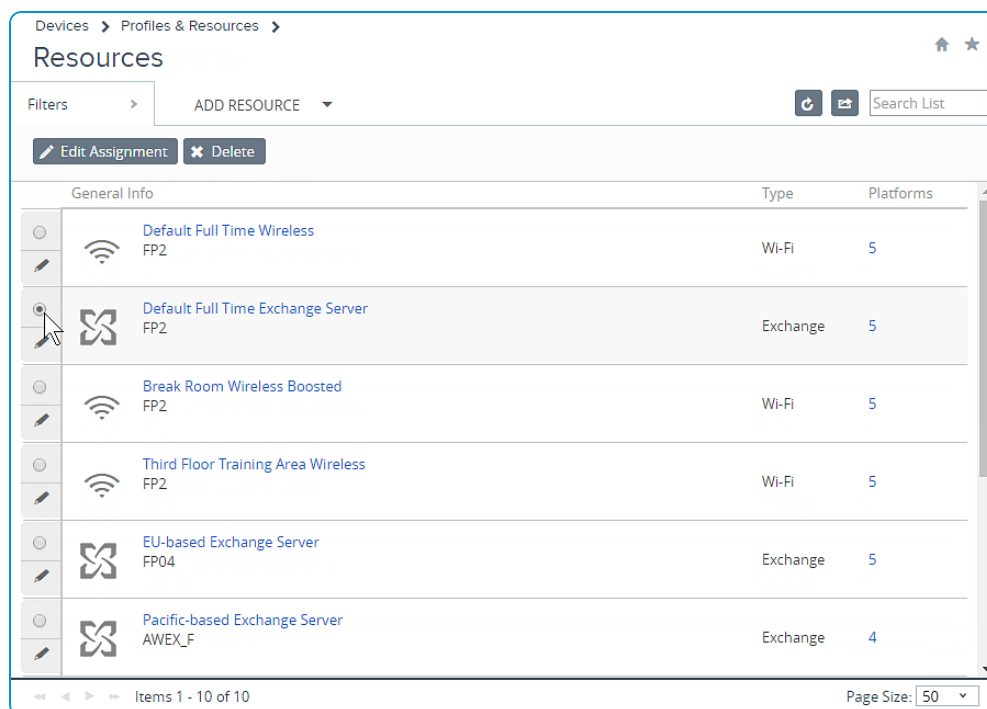 Devices > Profiles & Resources >
Resources
Filters > ADD RESOURCE Search List
Edit Assignment Delete
General Info Type Platforms
Default Full Time Wireless
FP2
Wi-Fi 5
Default Full Time Exchange Server
FP2
Exchange 5
Break Room Wireless Boosted
FP2
Wi-Fi 5
Third Floor Training Area Wireless
FP2
Wi-Fi 5
EU-based Exchange Server
FP04
Exchange 5
Pacific-based Exchange Server
AWEX_F
Exchange 4
Items 1 - 10 of 10 Page Size: 50